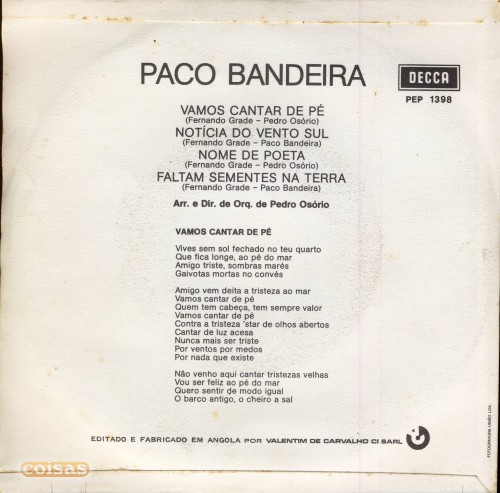 PACO BANDEIRA
DECCA
PEP 1398
VAMOS CANTAR DE PÉ
(Fernando Grade – Pedro Osório)
NOTÍCIA DO VENTO SUL
(Fernando Grade – Paco Bandeira)
NOME DE POETA
(Fernando Grade – Pedro Osório)
FALTAM SEMENTES NA TERRA
(Fernando Grade – Paco Bandeira)
Arr. e Dir. de Orq. de Pedro Osório
VAMOS CANTAR DE PÉ
Vives sem sol fechado no teu quarto
Que fica longe, ao pé do mar
Amigo triste, sombras marés
Gaivotas mortas no convés
Amigo vem deita a tristeza ao mar
Vamos cantar de pé
Quem tem cabeça, tem sempre valor
Vamos cantar de pé
Contra a tristeza 'star de olhos abertos
Cantar de luz acesa
Nunca mais ser triste
Por ventos por medos
Por nada que existe
Não venho aqui cantar tristezas velhas
Vou ser feliz ao pé do mar
Quero sentir de modo igual
O barco antigo, o cheiro a sal
EDITADO E FABRICADO EM ANGOLA POR VALENTIM DE CARVALHO CI SARL
coisas